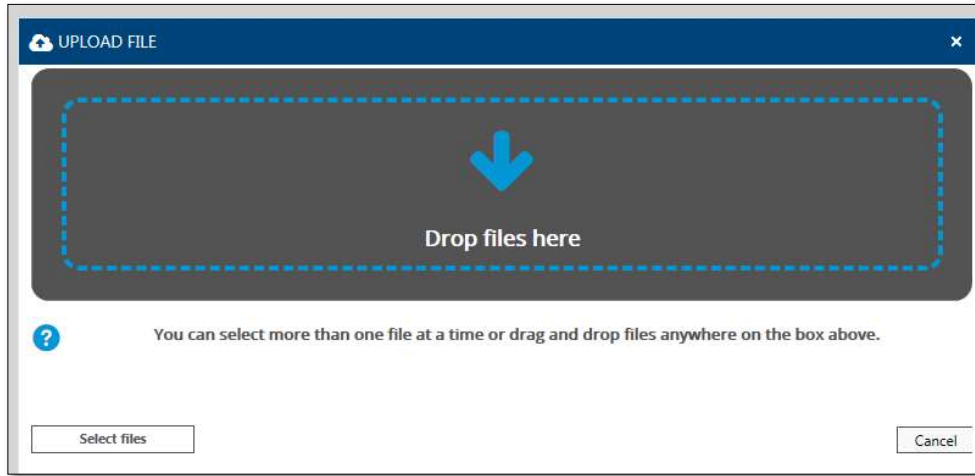 UPLOAD FILE
Drop files here
You can select more than one file at a time or drag and drop files anywhere on the box above.
Select files
Cancel